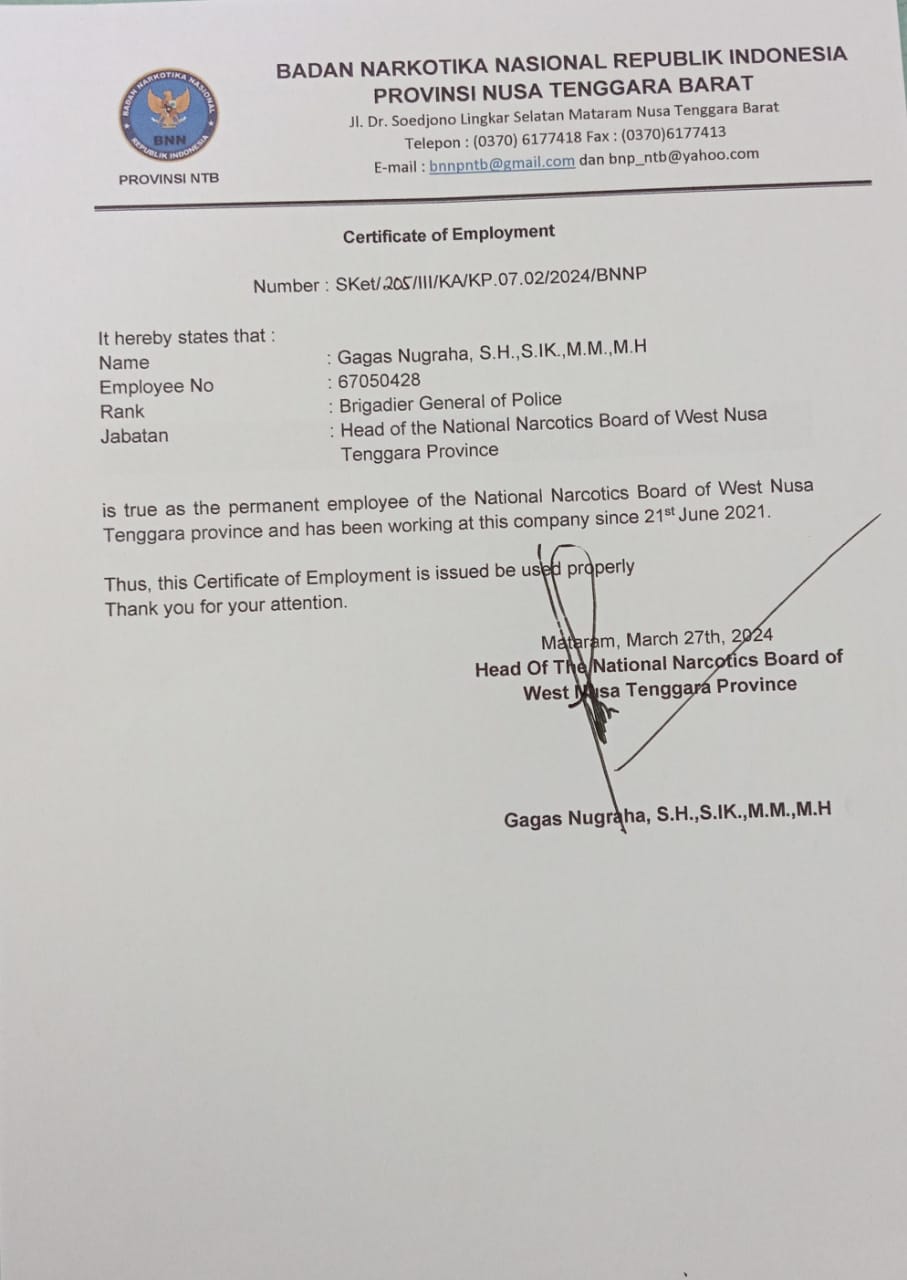 BADAN NARKOTIKA NASIONAL REPUBLIK INDONESIA
PROVINSI NUSA TENGGARA BARAT
Jl. Dr. Soedjono Lingkar Selatan Mataram Nusa Tenggara Barat
Telepon : (0370) 6177418 Fax : (0370)6177413
E-mail : bnnpntb@gmail.com dan bnp_ntb@yahoo.com
BADAN NARKOTIKA NASIONAL
BNN
REPUBLIK INDONESIA
PROVINSI NTB
Certificate of Employment
Number : SKet/205/III/KA/KP.07.02/2024/BNNP
It hereby states that :
Name : Gagas Nugraha, S.H.,S.IK.,M.M.,M.H
Employee No : 67050428
Rank : Brigadier General of Police
Jabatan : Head of the National Narcotics Board of West Nusa
Tenggara Province
is true as the permanent employee of the National Narcotics Board of West Nusa
Tenggara province and has been working at this company since 21st June 2021.
Thus, this Certificate of Employment is issued be used properly
Thank you for your attention.
Mataram, March 27th, 2024
Head Of The National Narcotics Board of
West Nusa Tenggara Province
Gagas Nugraha, S.H.,S.IK.,M.M.,M.H